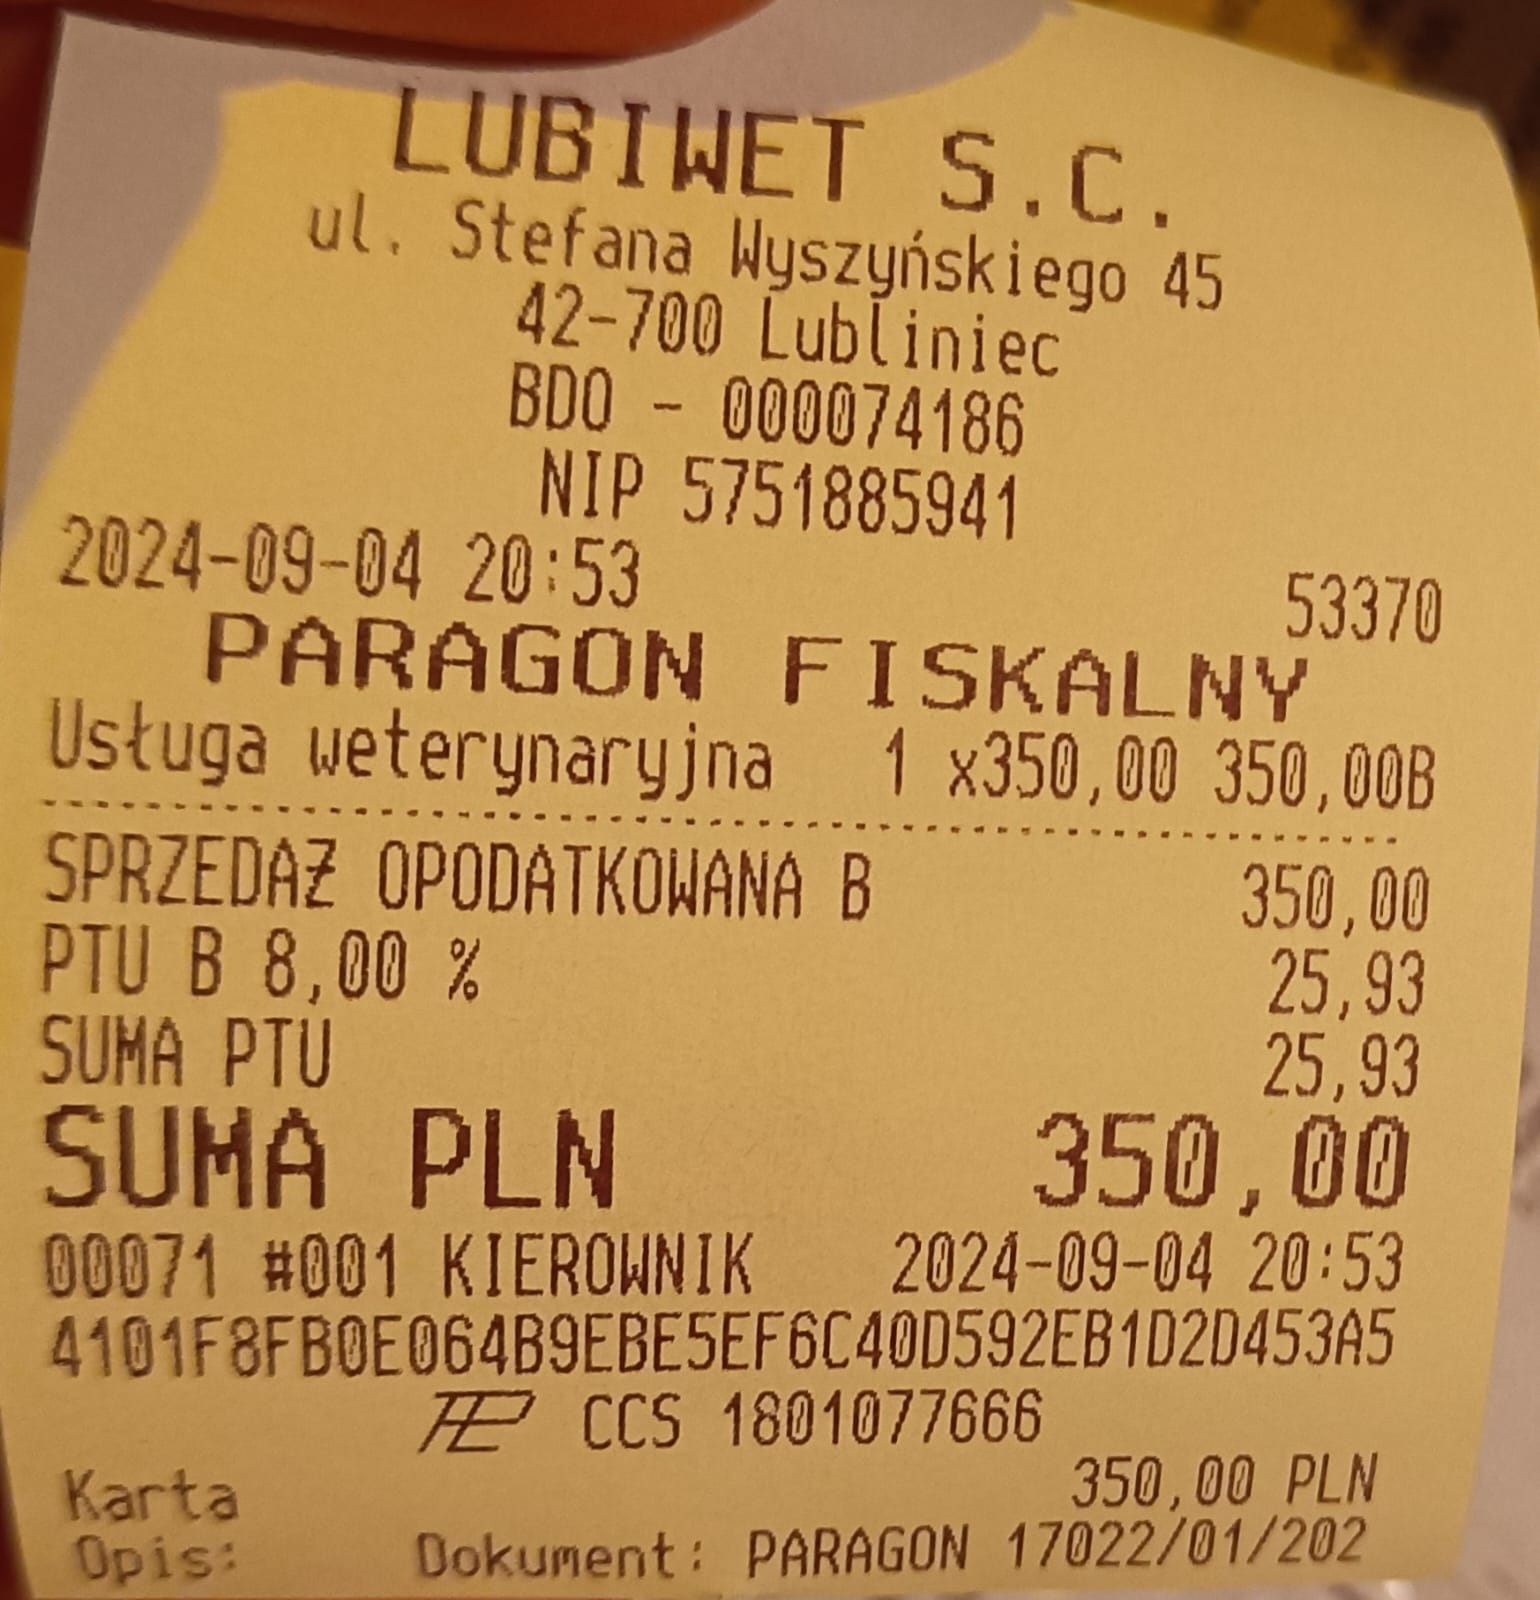 LUBIWET S.C.
ul. Stefana Wyszyńskiego 45
42-700 Lubliniec
BDO - 000074186
NIP 5751885941
2024-09-04 20:53 53370
PARAGON FISKALNY
Usługa weterynaryjna 1 x350,00 350,00B
SPRZEDAŻ OPODATKOWANA B 350,00
PTU B 8,00 % 25,93
SUMA PTU 25,93
SUMA PLN 350,00
00071 #001 KIEROWNIK 2024-09-04 20:53
4101F8FB0E064B9EBE5EF6C40D592EB1D2D453A5
CCS 1801077666
Karta 350,00 PLN
Opis: Dokument: PARAGON 17022/01/202